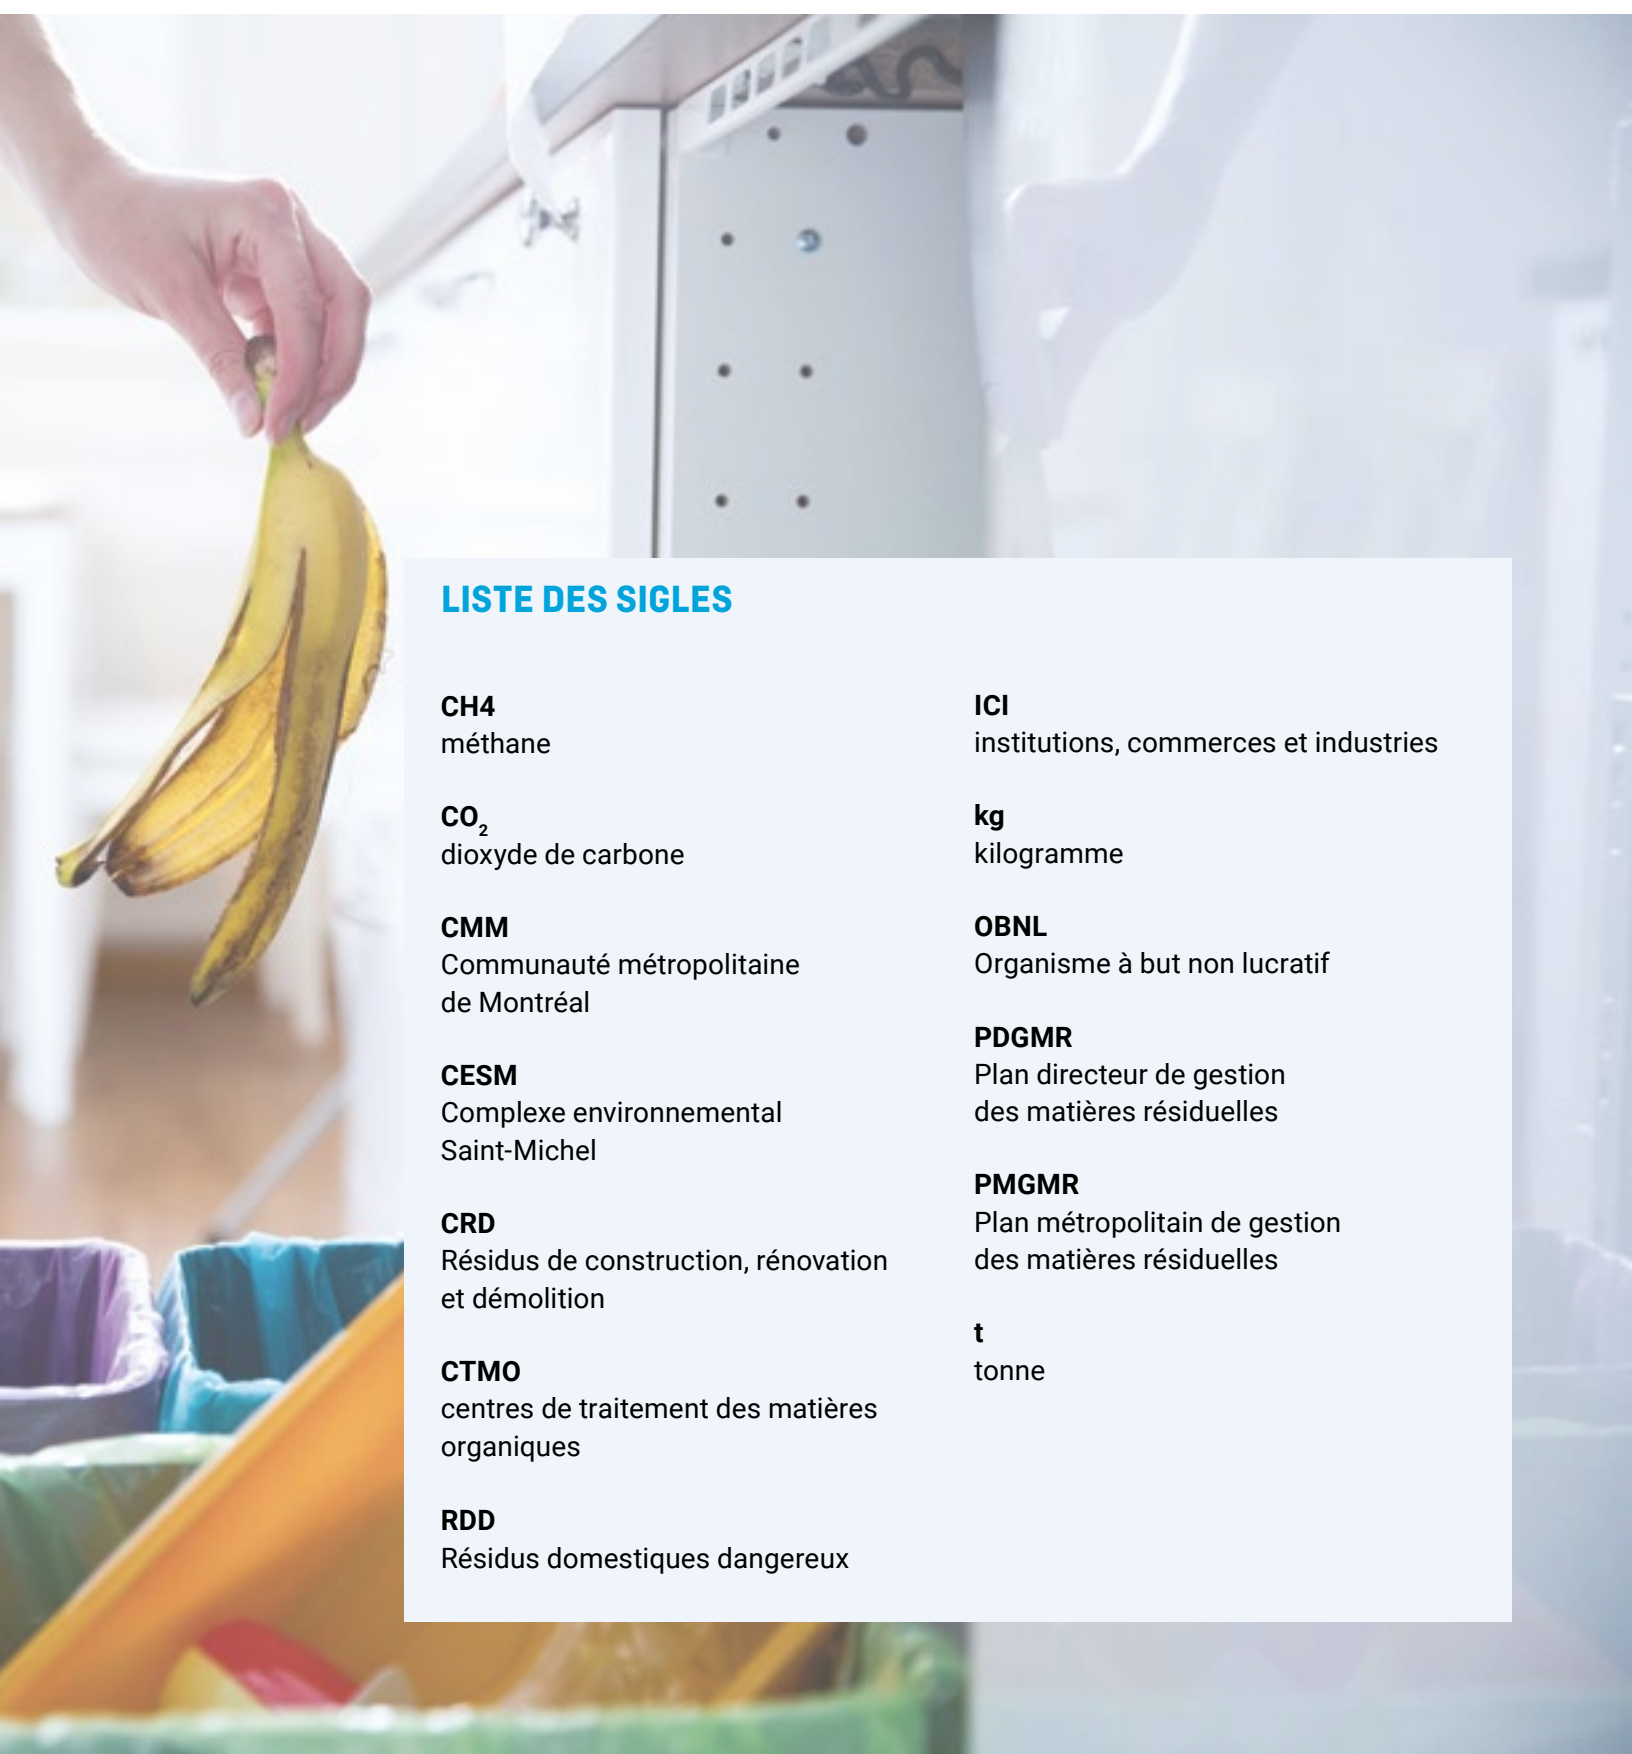 LISTE DES SIGLES
CH4
méthane
CO₂
dioxyde de carbone
CMM
Communauté métropolitaine
de Montréal
CESM
Complexe environnemental
Saint-Michel
CRD
Résidus de construction, rénovation
et démolition
CTMO
centres de traitement des matières
organiques
RDD
Résidus domestiques dangereux
ICI
institutions, commerces et industries
kg
kilogramme
OBNL
Organisme à but non lucratif
PDGMR
Plan directeur de gestion
des matières résiduelles
PMGMR
Plan métropolitain de gestion
des matières résiduelles
t
tonne